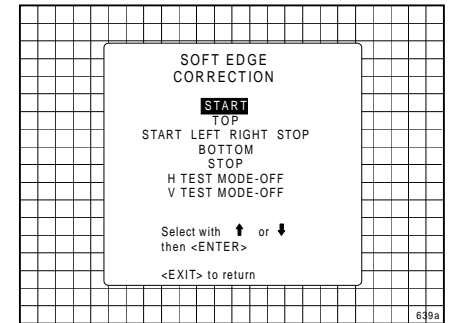 SOFT EDGE
CORRECTION
START
TOP
START LEFT RIGHT STOP
BOTTOM
STOP
H TEST MODE-OFF
V TEST MODE-OFF
Select with ⬆ or ⬇
then <ENTER>
<EXIT> to return
639a